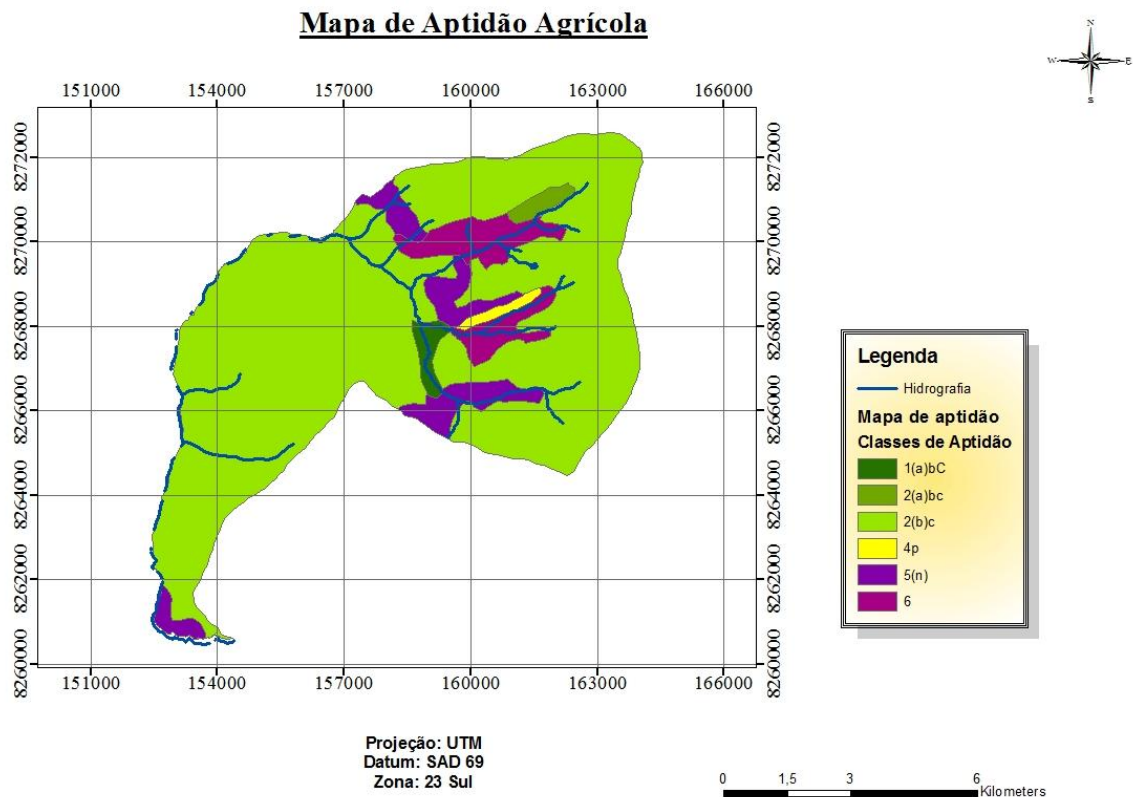 Mapa de Aptidão Agrícola
N
W E
S
151000 154000 157000 160000 163000 166000
8272000 8272000
8270000 8270000
8268000 8268000
8266000 8266000
8264000 8264000
8262000 8262000
8260000 8260000
151000 154000 157000 160000 163000 166000
Legenda
Hidrografia
Mapa de aptidão
Classes de Aptidão
1(a)bC
2(a)bc
2(b)c
4p
5(n)
6
Projeção: UTM
Datum: SAD 69
Zona: 23 Sul
0 1,5 3 6
Kilometers